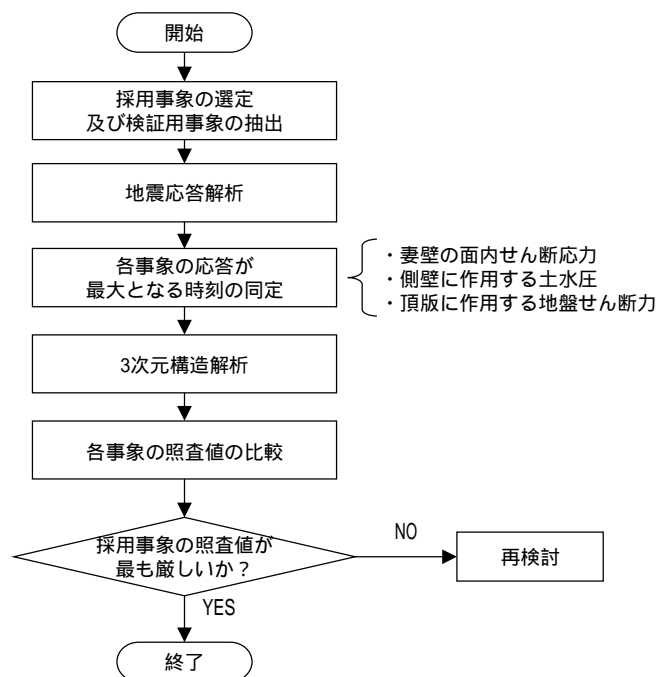 開始
採用事象の選定
及び検証用事象の抽出
地震応答解析
各事象の応答が
最大となる時刻の同定
・妻壁の面内せん断応力
・側壁に作用する土水圧
・頂版に作用する地盤せん断力
3次元構造解析
各事象の照査値の比較
採用事象の照査値が
最も厳しいか？
NO
再検討
YES
終了